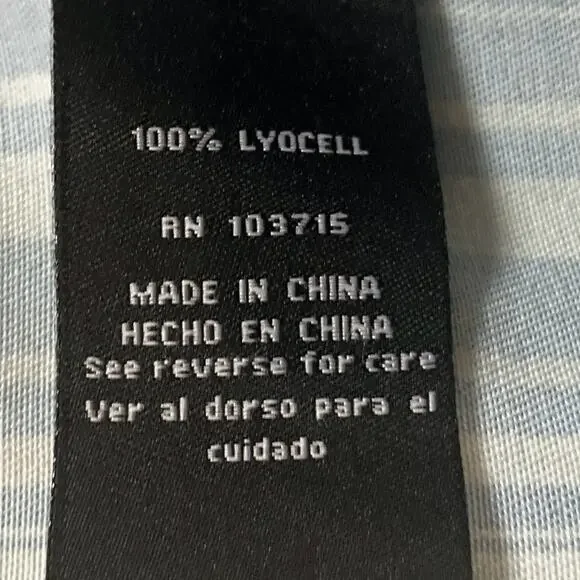 100% LYOCELL
RN 103715
MADE IN CHINA
HECHO EN CHINA
See reverse for care
Ver al dorso para el
cuidado